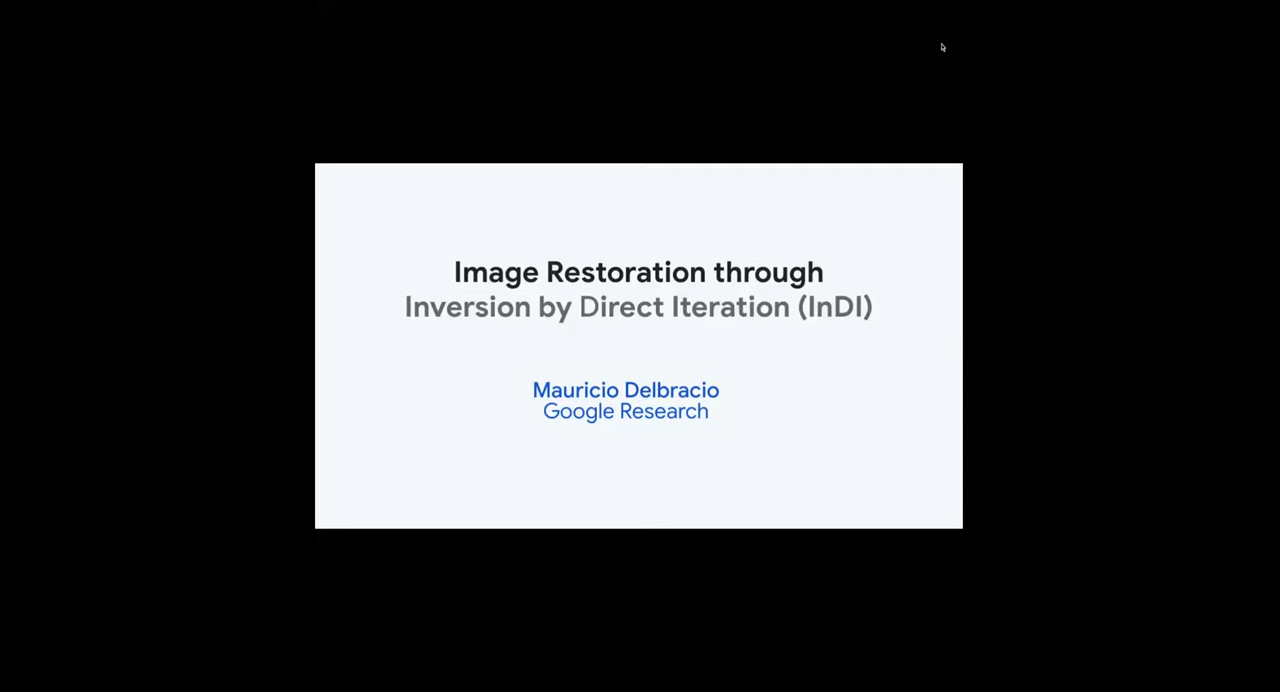 Image Restoration through
Inversion by Direct Iteration (InDI)
Mauricio Delbracio
Google Research